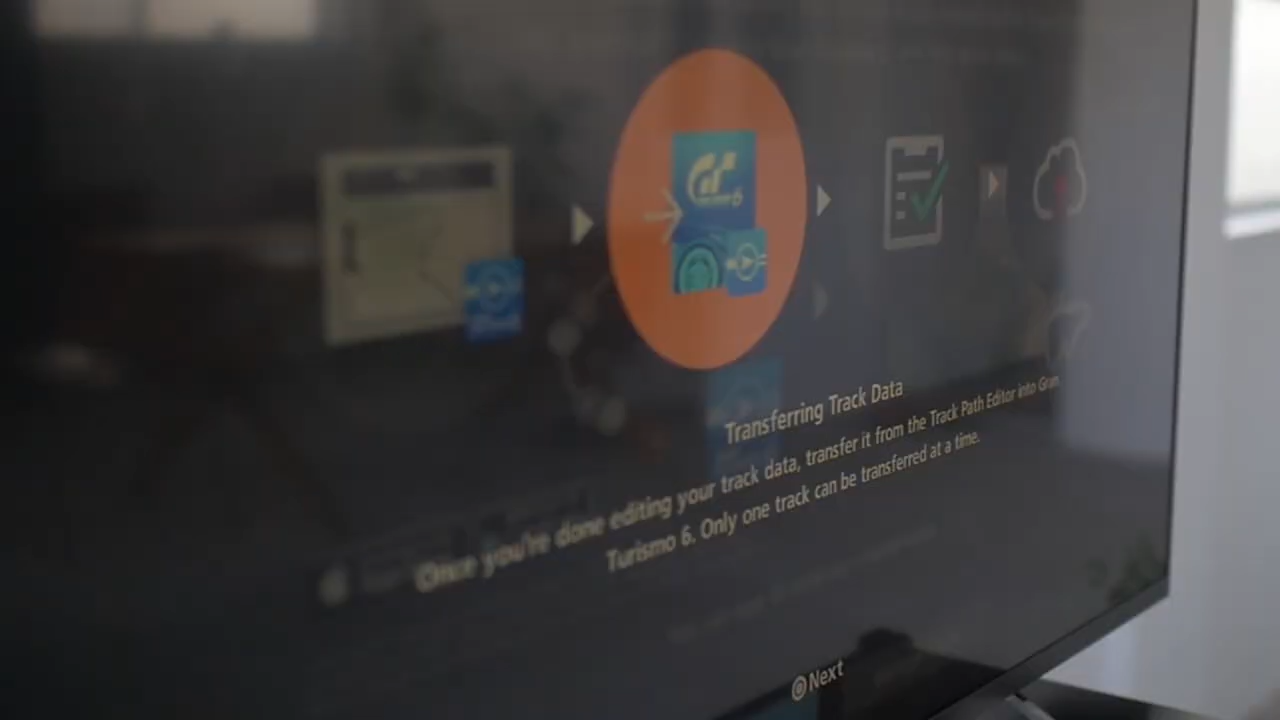 Transferring Track Data
Once you're done editing your track data, transfer it from the Track Path Editor into Gran
Turismo 6. Only one track can be transferred at a time.
Next